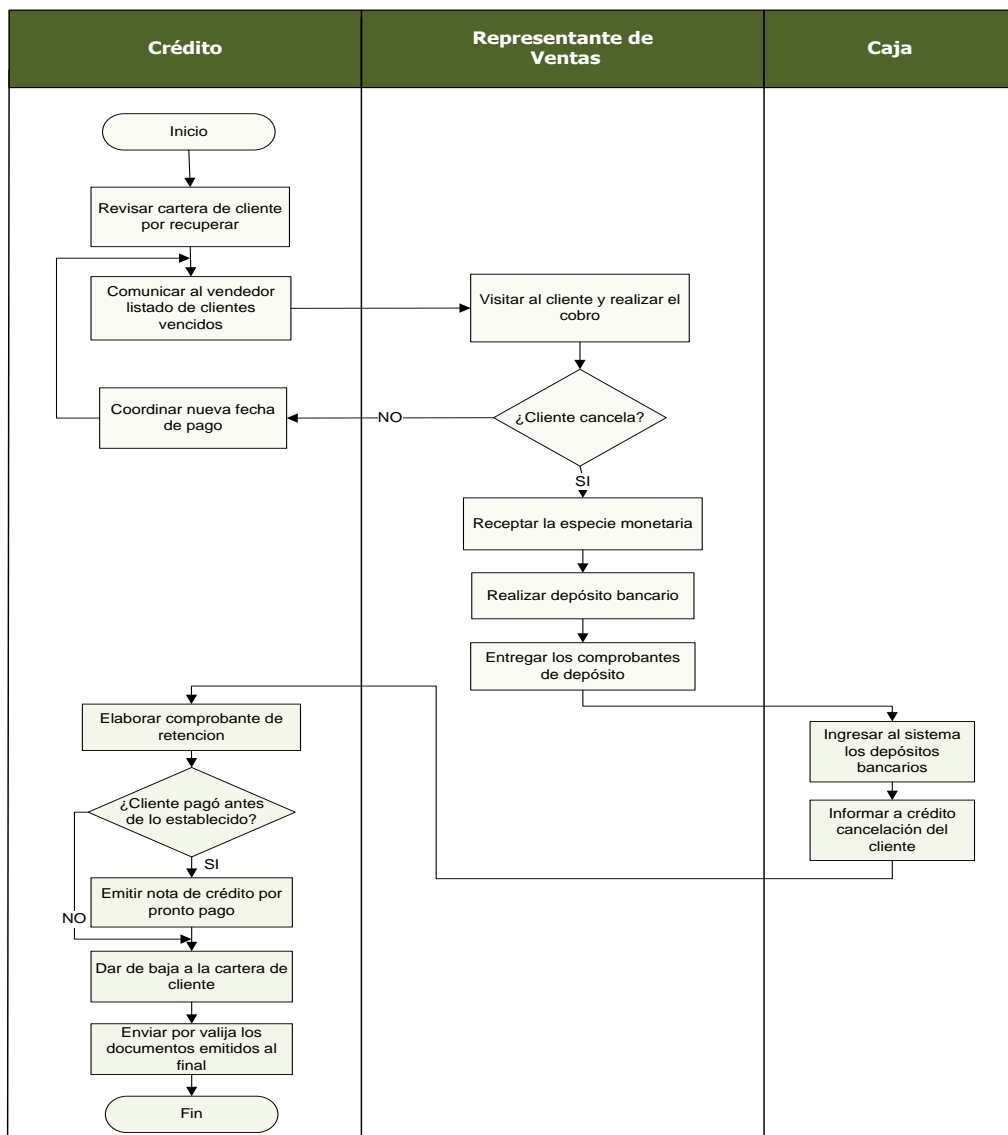 Crédito
Representante de
Ventas
Caja
Inicio
Revisar cartera de cliente
por recuperar
Comunicar al vendedor
listado de clientes
vencidos
Visitar al cliente y realizar el
cobro
Coordinar nueva fecha
de pago
NO
¿Cliente cancela?
SI
Receptar la especie monetaria
Realizar depósito bancario
Entregar los comprobantes
de depósito
Elaborar comprobante de
retencion
Ingresar al sistema
los depósitos
bancarios
¿Cliente pagó antes
de lo establecido?
Informar a crédito
cancelación del
cliente
SI
Emitir nota de crédito por
pronto pago
NO
Dar de baja a la cartera de
cliente
Enviar por valija los
documentos emitidos al
final
Fin